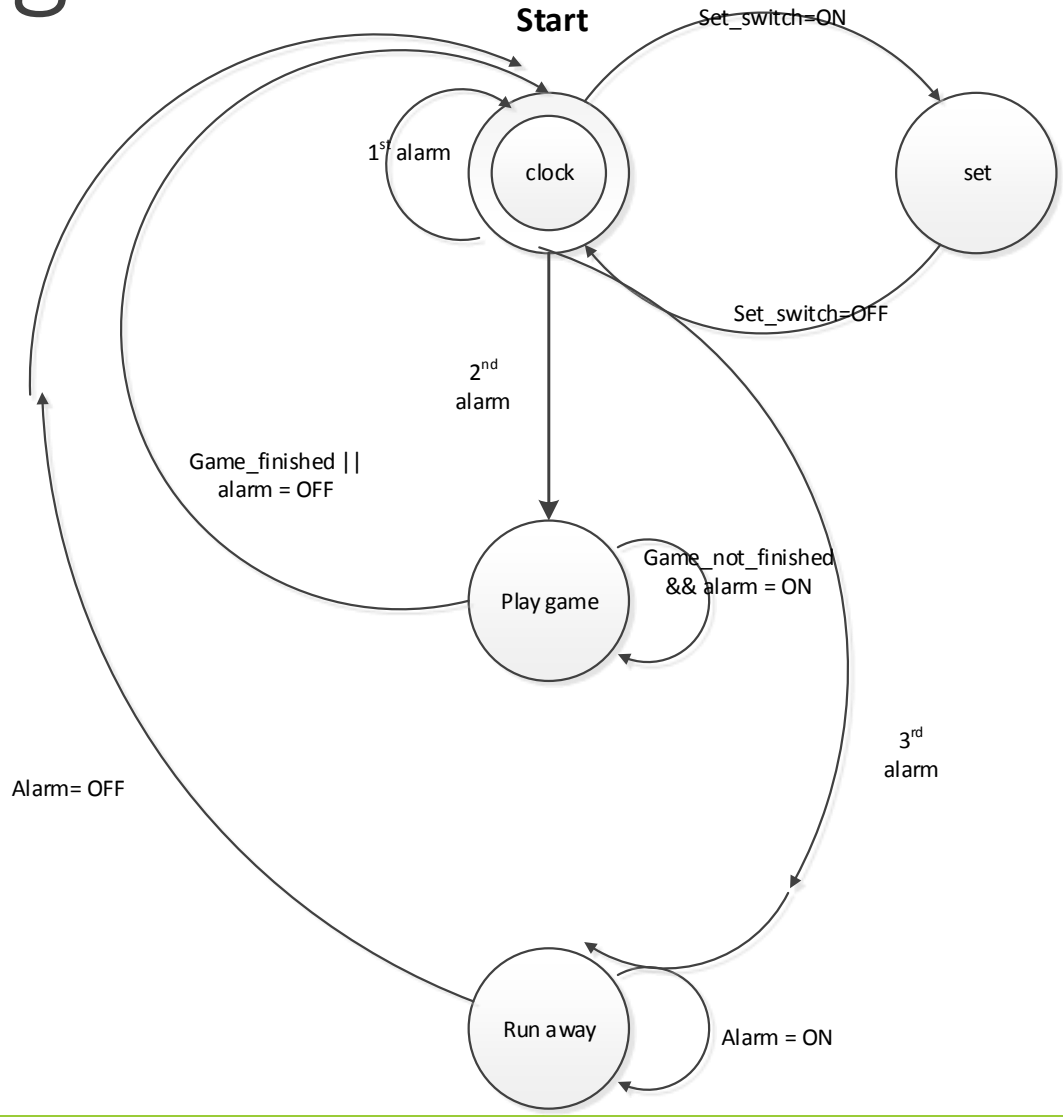 g
Start
Set_switch=ON
1st alarm
clock
set
Set_switch=OFF
2nd
alarm
Game_finished ||
alarm = OFF
Game_not_finished
&& alarm = ON
Play game
3rd
alarm
Alarm= OFF
Run away
Alarm = ON